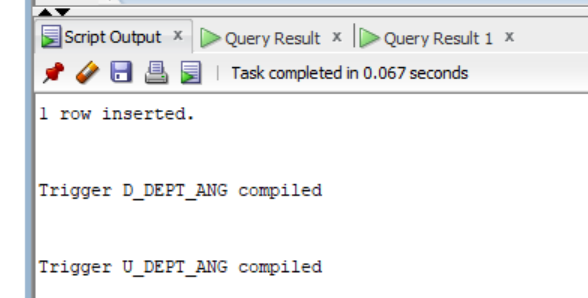 Script Output x Query Result x Query Result 1 x
Task completed in 0.067 seconds
1 row inserted.
Trigger D_DEPT_ANG compiled
Trigger U_DEPT_ANG compiled